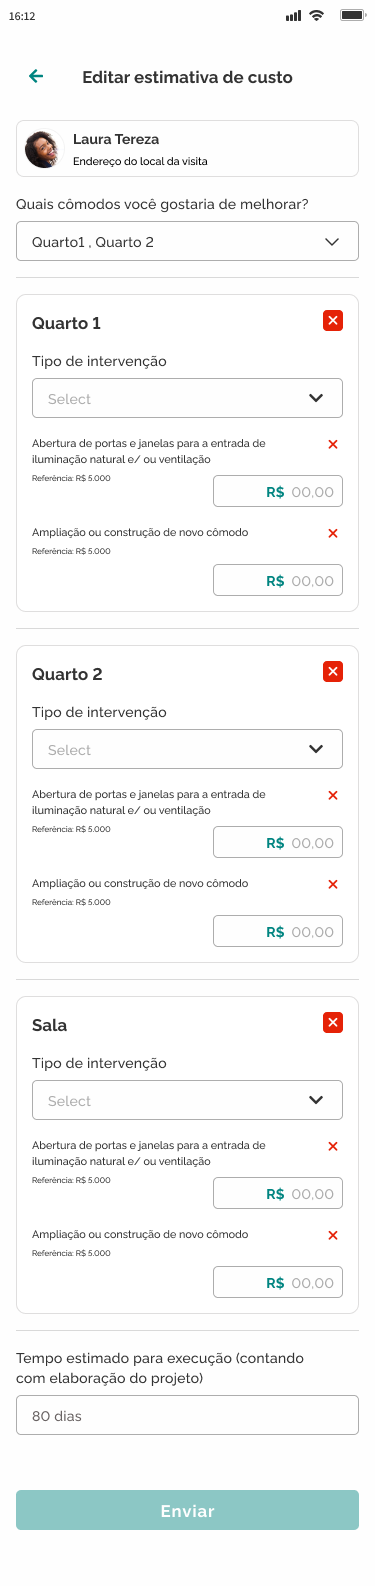 16:12
Editar estimativa de custo
Laura Tereza
Endereço do local da visita
Quais cômodos você gostaria de melhorar?
Quarto1 , Quarto 2
Quarto 1
Tipo de intervenção
Select
Abertura de portas e janelas para a entrada de
iluminação natural e/ ou ventilação
Referência: R$ 5.000
R$ 00,00
Ampliação ou construção de novo cômodo
Referência: R$ 5.000
R$ 00,00
Quarto 2
Tipo de intervenção
Select
Abertura de portas e janelas para a entrada de
iluminação natural e/ ou ventilação
Referência: R$ 5.000
R$ 00,00
Ampliação ou construção de novo cômodo
Referência: R$ 5.000
R$ 00,00
Sala
Tipo de intervenção
Select
Abertura de portas e janelas para a entrada de
iluminação natural e/ ou ventilação
Referência: R$ 5.000
R$ 00,00
Ampliação ou construção de novo cômodo
Referência: R$ 5.000
R$ 00,00
Tempo estimado para execução (contando
com elaboração do projeto)
80 dias
Enviar